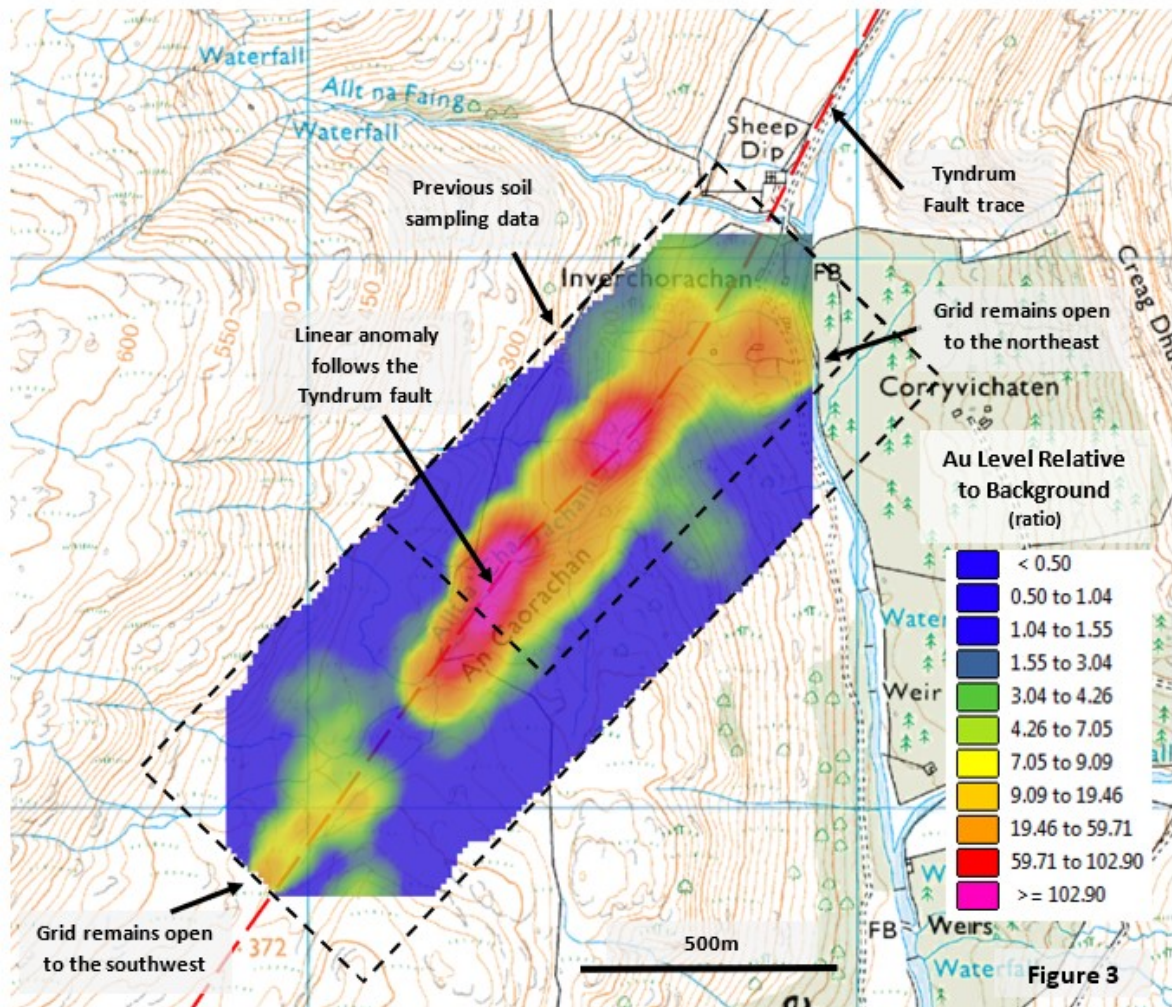 Waterfall
Allt na Faing
Waterfall
Sheep
Dip
Previous soil
sampling data
Tyndrum
Fault trace
Inverchorachan
FB
Creag Dhu
600
550
450
300
Linear anomaly
follows the
Tyndrum fault
Grid remains open
to the northeast
Corryvichaten
Au Level Relative
to Background
(ratio)
< 0.50
0.50 to 1.04
1.04 to 1.55
1.55 to 3.04
3.04 to 4.26
4.26 to 7.05
7.05 to 9.09
9.09 to 19.46
19.46 to 59.71
59.71 to 102.90
>= 102.90
An Caorachan
Water
Weir
Grid remains open
to the southwest
372
500m
FB
Weirs
Waterfall
Figure 3